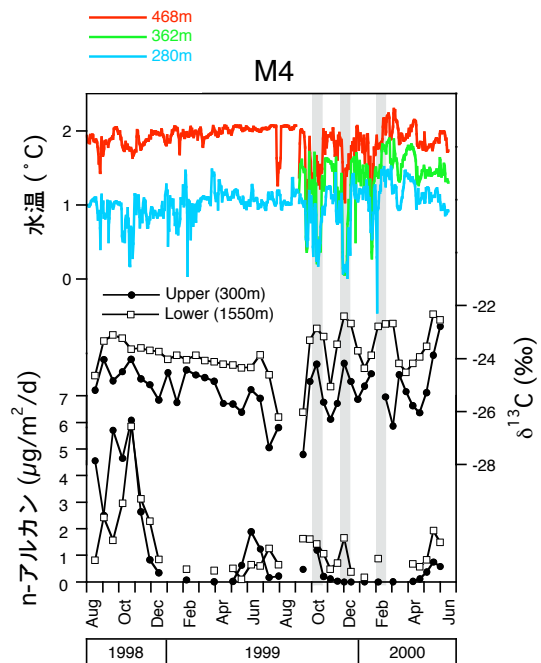 468m
362m
280m
M4
水温 (˚C)
2
1
0
Upper (300m)
Lower (1550m)
δ13C (‰)
-22
-24
-26
-28
n-アルカン (µg/m²/d)
7
6
5
4
3
2
1
0
Aug
Oct
Dec
Feb
Apr
Jun
Aug
Oct
Dec
Feb
Apr
Jun
1998
1999
2000